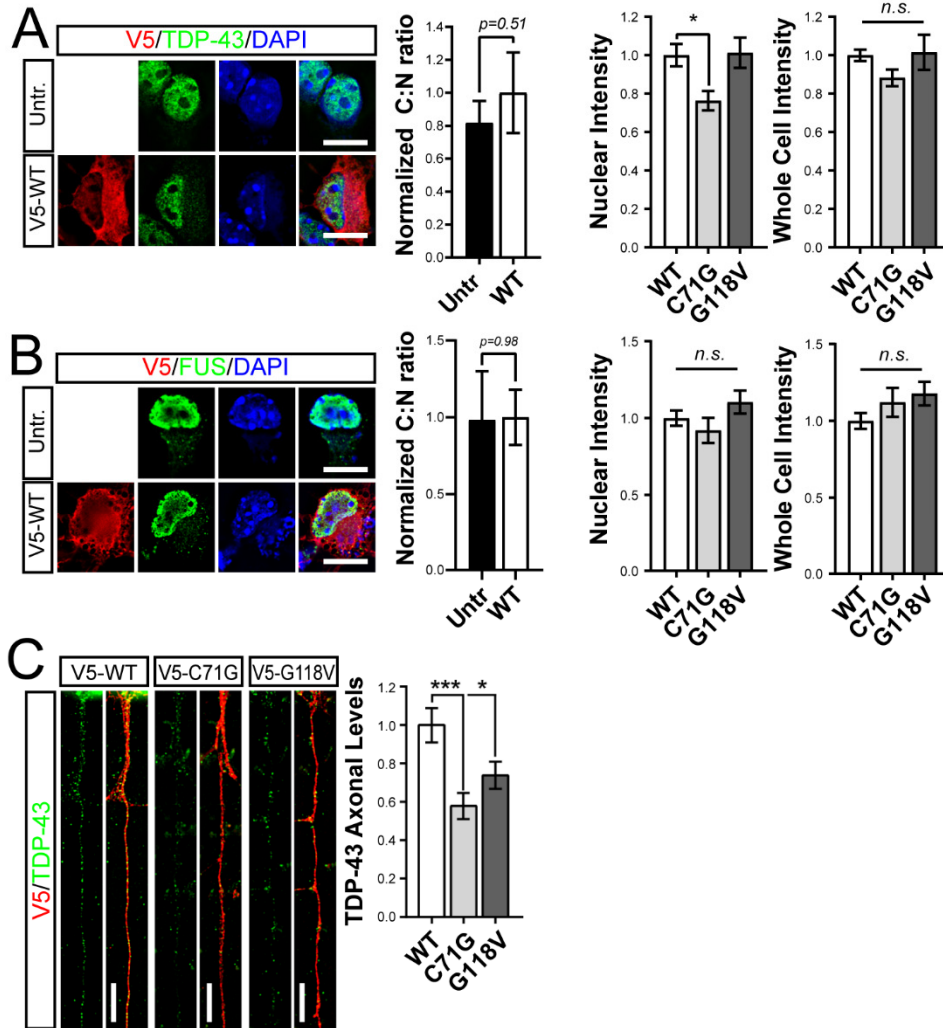 A
V5/TDP-43/DAPI
Untr.
V5-WT
Normalized C:N ratio
p=0.51
1.4
1.2
1.0
0.8
0.6
0.4
0.2
0.0
Untr
WT
Nuclear Intensity
*
1.2
1.0
0.8
0.6
0.4
0.2
0.0
WT
C71G
G118V
Whole Cell Intensity
n.s.
1.2
1.0
0.8
0.6
0.4
0.2
0.0
WT
C71G
G118V
B
V5/FUS/DAPI
Untr.
V5-WT
Normalized C:N ratio
p=0.98
1.5
1.0
0.5
0.0
Untr
WT
Nuclear Intensity
n.s.
1.5
1.0
0.5
0.0
WT
C71G
G118V
Whole Cell Intensity
n.s.
1.5
1.0
0.5
0.0
WT
C71G
G118V
C
V5-WT
V5-C71G
V5-G118V
V5/TDP-43
TDP-43 Axonal Levels
***
*
1.2
1.0
0.8
0.6
0.4
0.2
0.0
WT
C71G
G118V